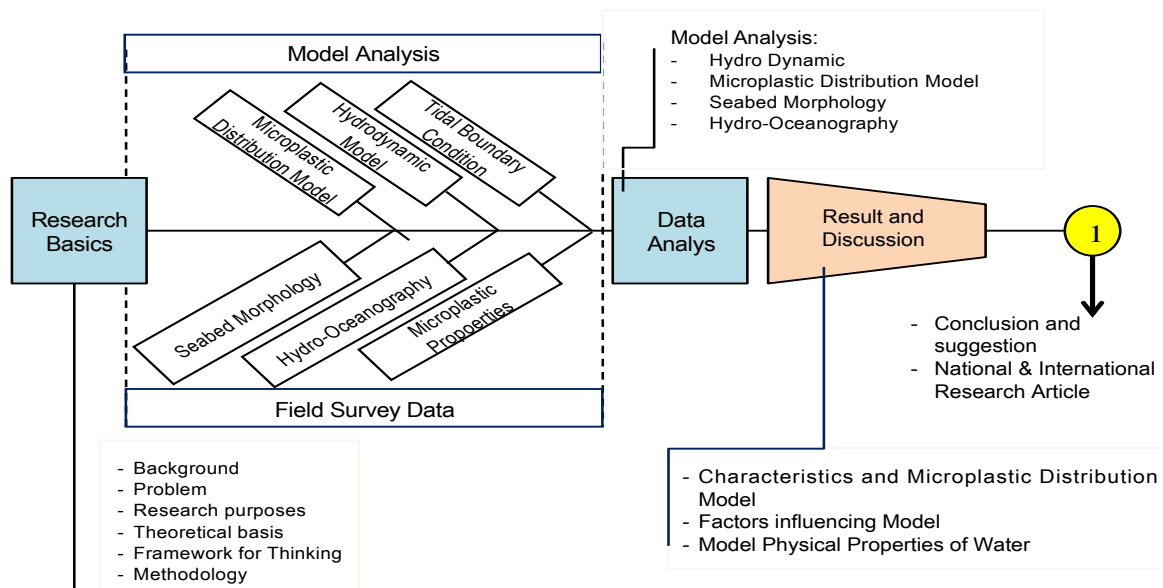 Model Analysis
Model Analysis:
- Hydro Dynamic
- Microplastic Distribution Model
- Seabed Morphology
- Hydro-Oceanography
Microplastic
Distribution Model
Hydrodynamic
Model
Tidal Boundary
Condition
Research
Basics
Data
Analys
Result and
Discussion
1
Seabed Morphology
Hydro-Oceanography
Microplastic
Propoerties
Field Survey Data
- Conclusion and
suggestion
- National & International
Research Article
- Background
- Problem
- Research purposes
- Theoretical basis
- Framework for Thinking
- Methodology
- Characteristics and Microplastic Distribution
Model
- Factors influencing Model
- Model Physical Properties of Water